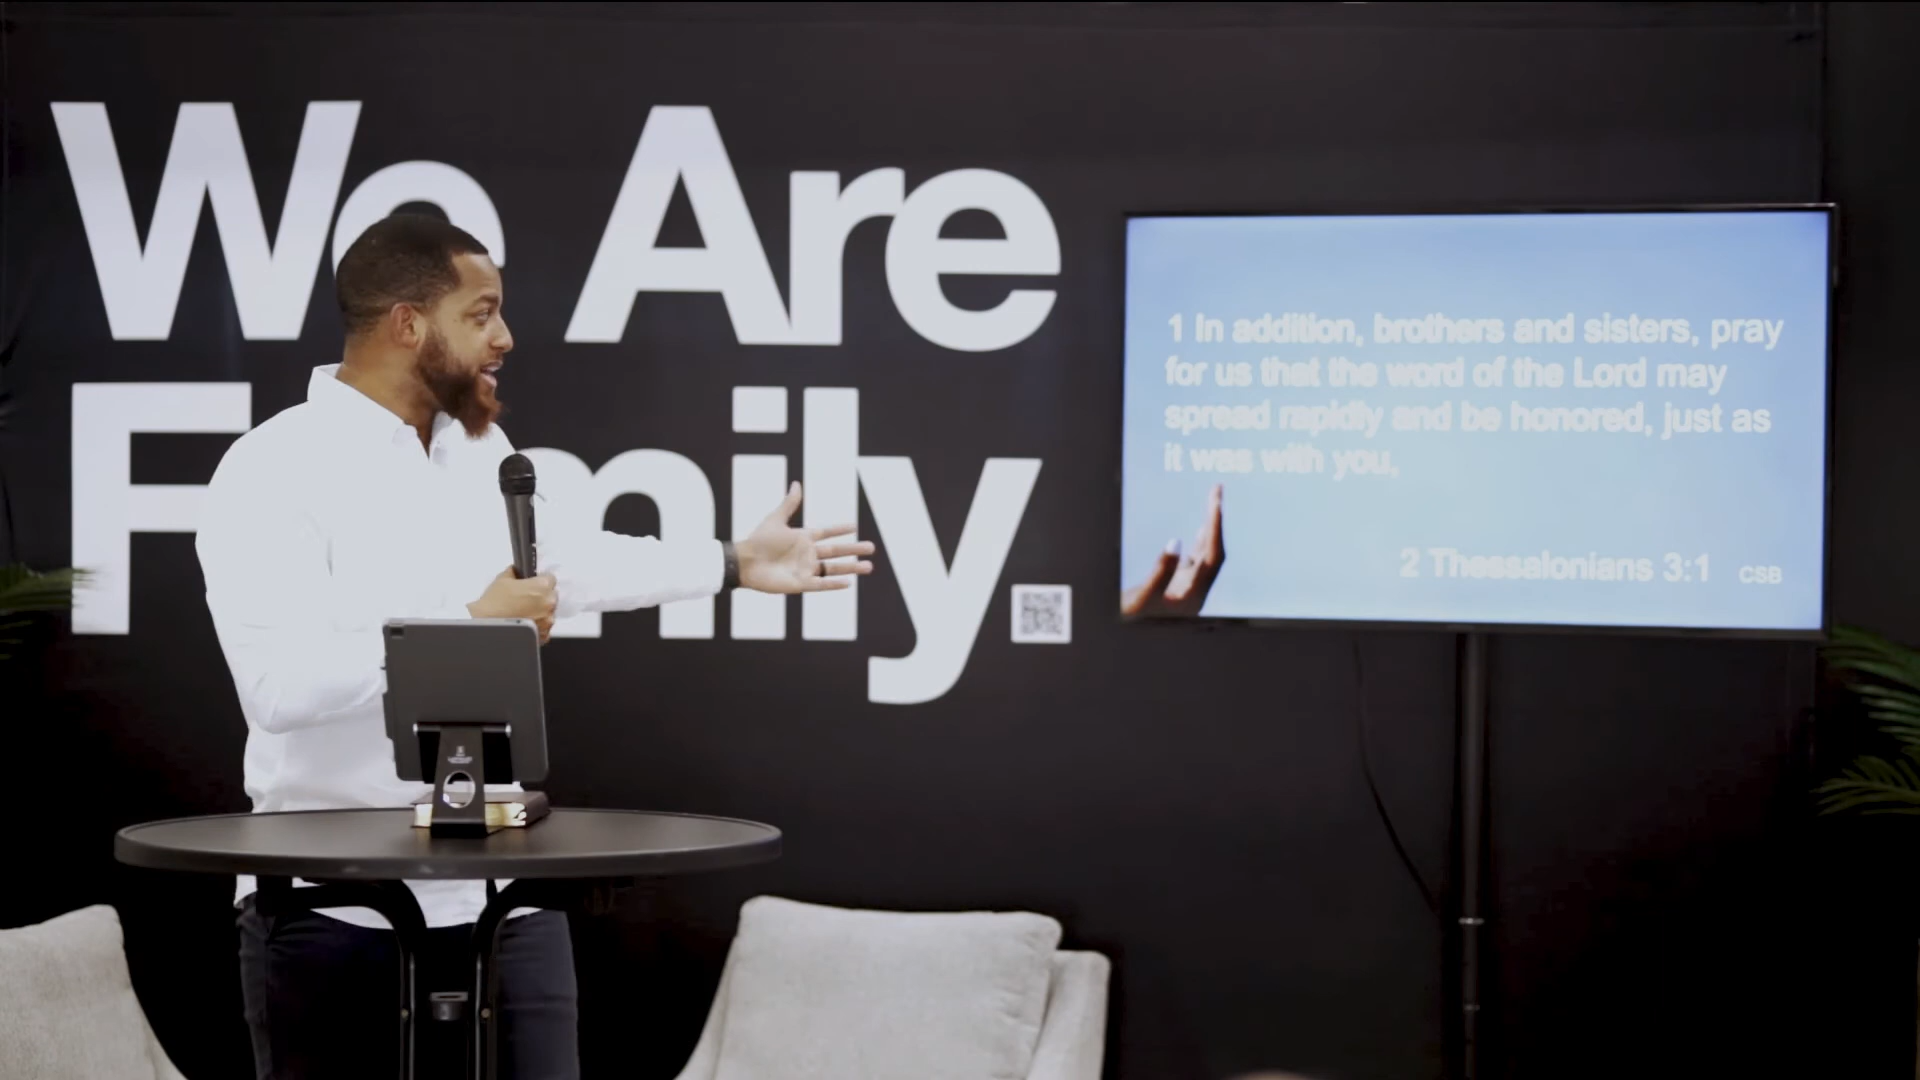 We Are
Family.
1 In addition, brothers and sisters, pray
for us that the word of the Lord may
spread rapidly and be honored, just as
it was with you,
2 Thessalonians 3:1 CSB